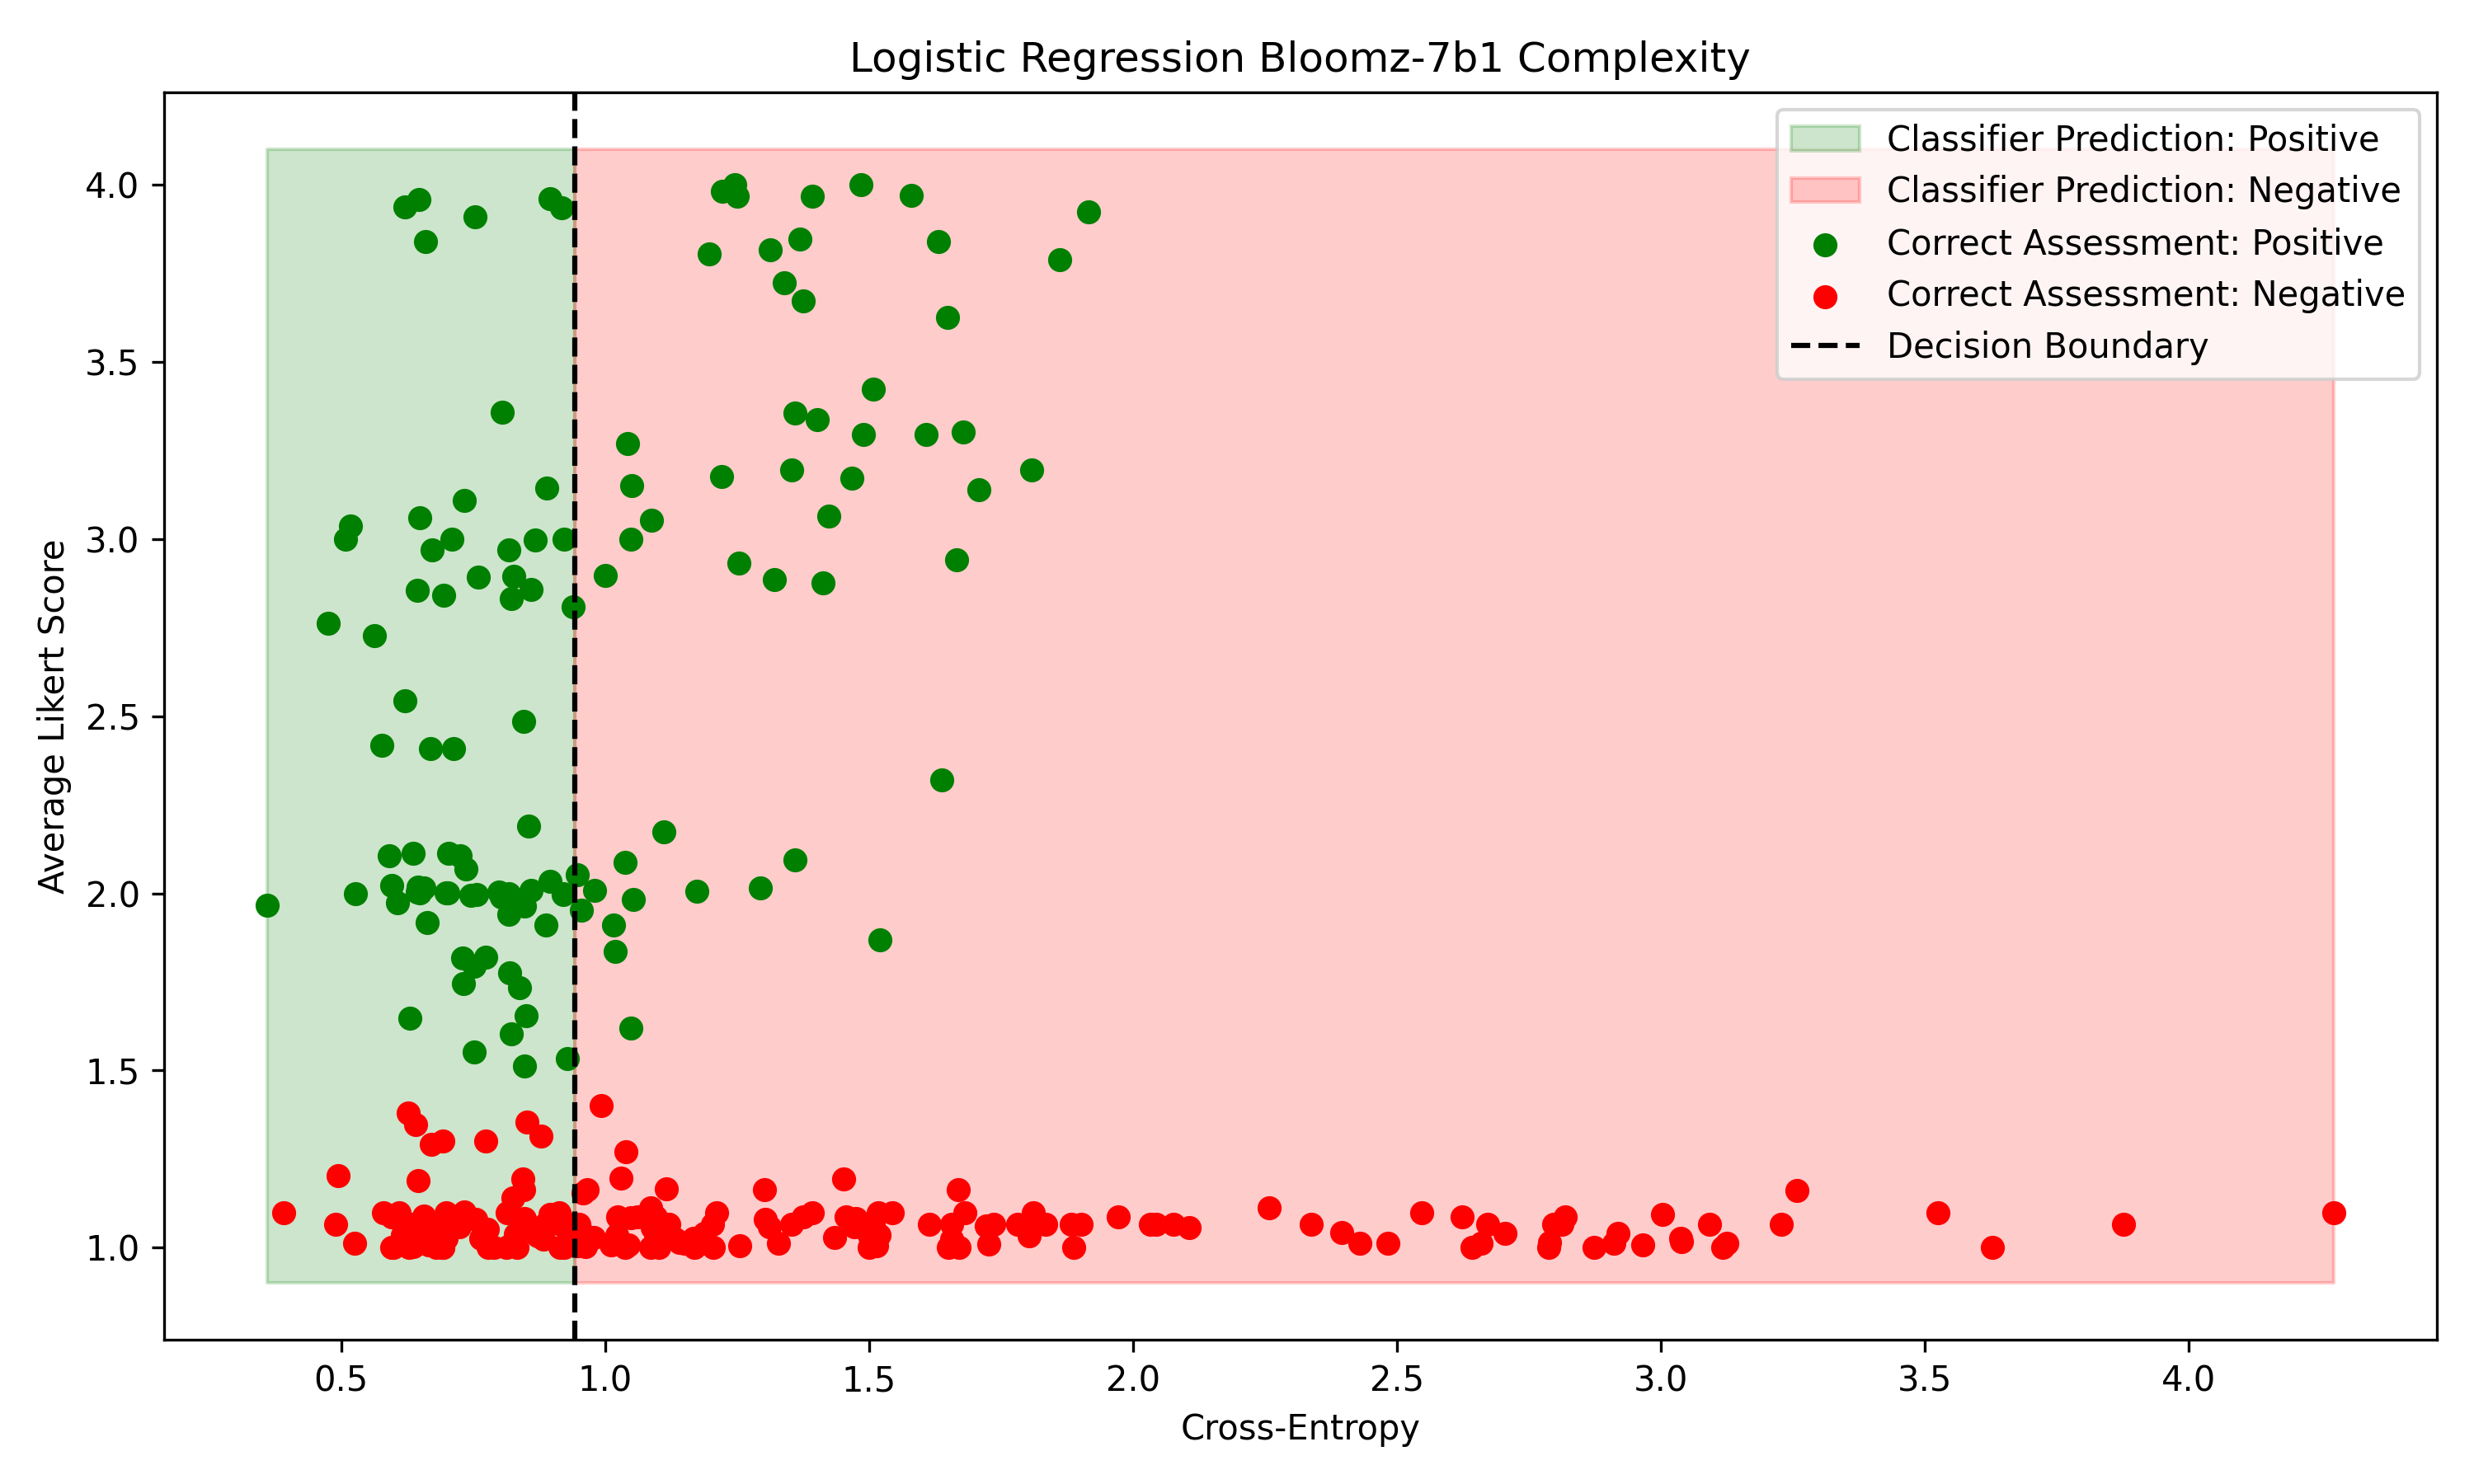 Logistic Regression Bloomz-7b1 Complexity
Classifier Prediction: Positive
Classifier Prediction: Negative
Correct Assessment: Positive
Correct Assessment: Negative
Decision Boundary
Average Likert Score
4.0
3.5
3.0
2.5
2.0
1.5
1.0
0.5 1.0 1.5 2.0 2.5 3.0 3.5 4.0
Cross-Entropy